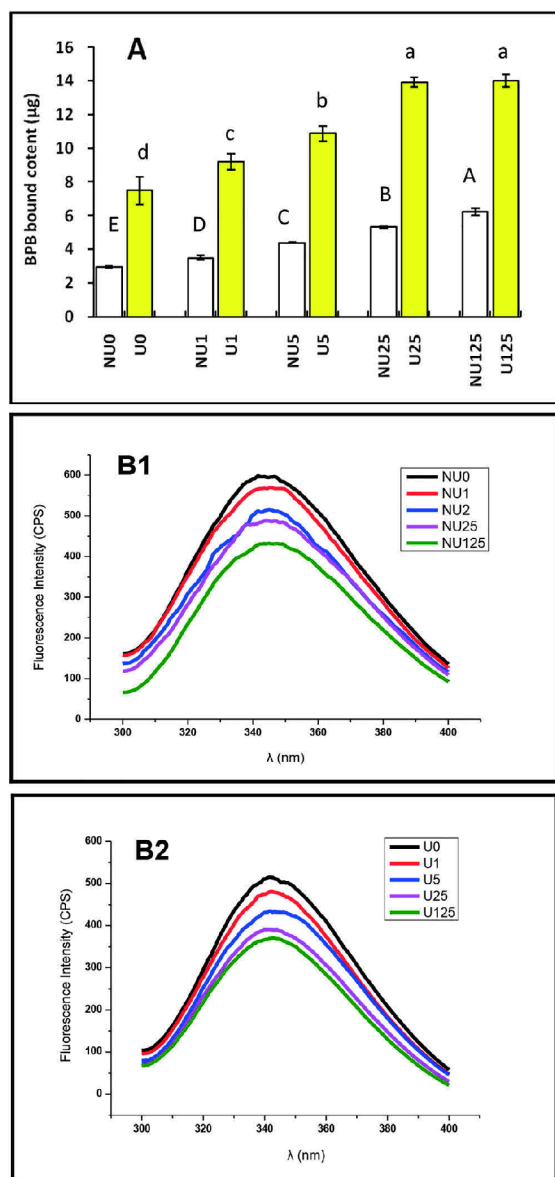 A
BPB bound cotent (µg)
16
14
12
10
8
6
4
2
0
E
d
D
c
C
b
B
a
A
a
NU0
U0
NU1
U1
NU5
U5
NU25
U25
NU125
U125
B1
Fluorescence Intensity (CPS)
600
500
400
300
200
100
0
300
320
340
360
380
400
λ (nm)
NU0
NU1
NU2
NU25
NU125
B2
Fluorescence Intensity (CPS)
600
500
400
300
200
100
0
300
320
340
360
380
400
λ (nm)
U0
U1
U5
U25
U125